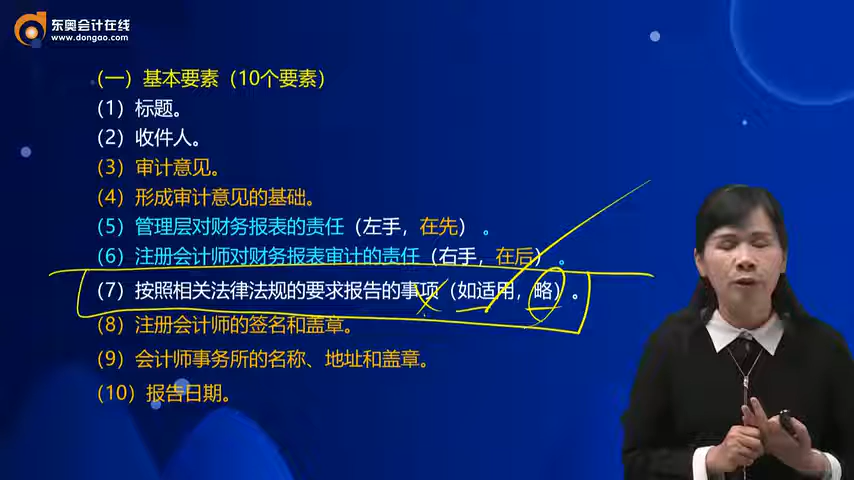 东奥会计在线
www.dongao.com
（一）基本要素（10个要素）
（1）标题。
（2）收件人。
（3）审计意见。
（4）形成审计意见的基础。
（5）管理层对财务报表的责任（左手，在先）。
（6）注册会计师对财务报表审计的责任（右手，在后）。
（7）按照相关法律法规的要求报告的事项（如适用，略）。
（8）注册会计师的签名和盖章。
（9）会计师事务所的名称、地址和盖章。
（10）报告日期。